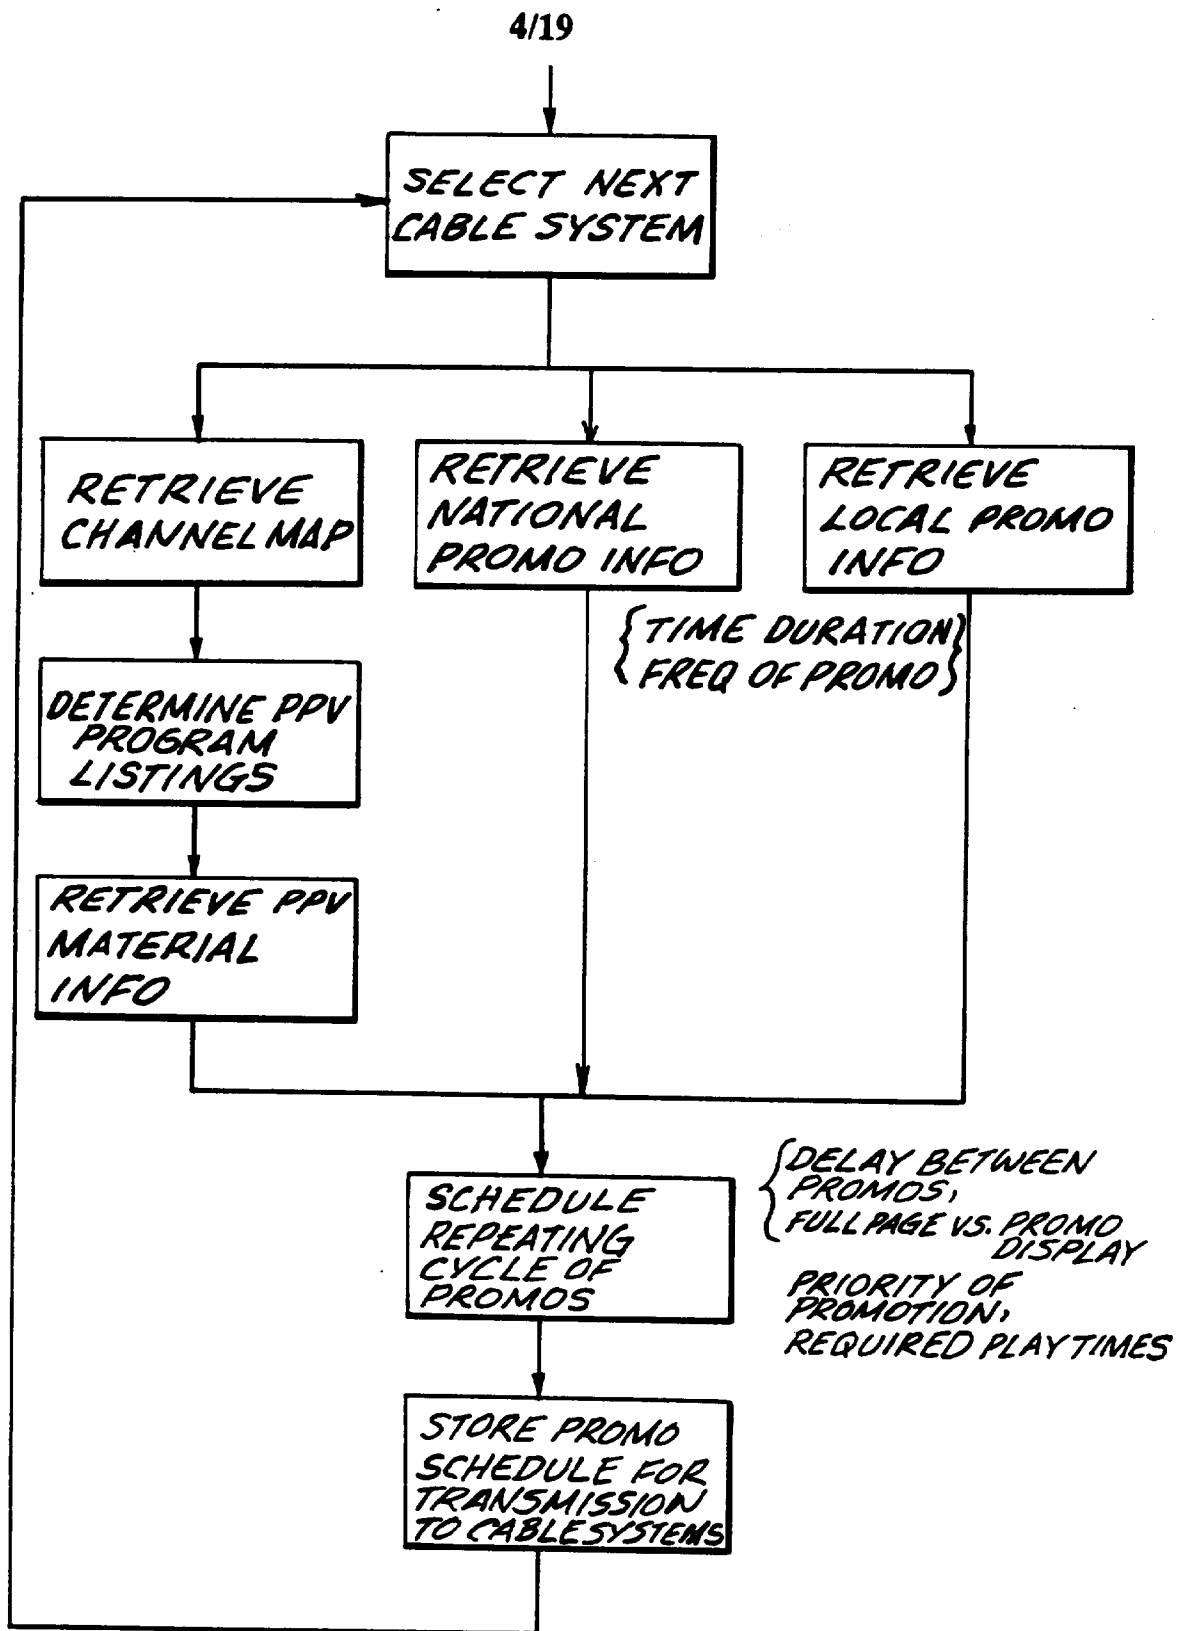 4/19
SELECT NEXT
CABLE SYSTEM
RETRIEVE
CHANNEL MAP
RETRIEVE
NATIONAL
PROMO INFO
RETRIEVE
LOCAL PROMO
INFO
{TIME DURATION}
{FREQ OF PROMO}
DETERMINE PPV
PROGRAM
LISTINGS
RETRIEVE PPV
MATERIAL
INFO
SCHEDULE
REPEATING
CYCLE OF
PROMOS
DELAY BETWEEN
PROMOS,
FULL PAGE VS. PROMO
DISPLAY
PRIORITY OF
PROMOTION,
REQUIRED PLAYTIMES
STORE PROMO
SCHEDULE FOR
TRANSMISSION
TO CABLE SYSTEMS